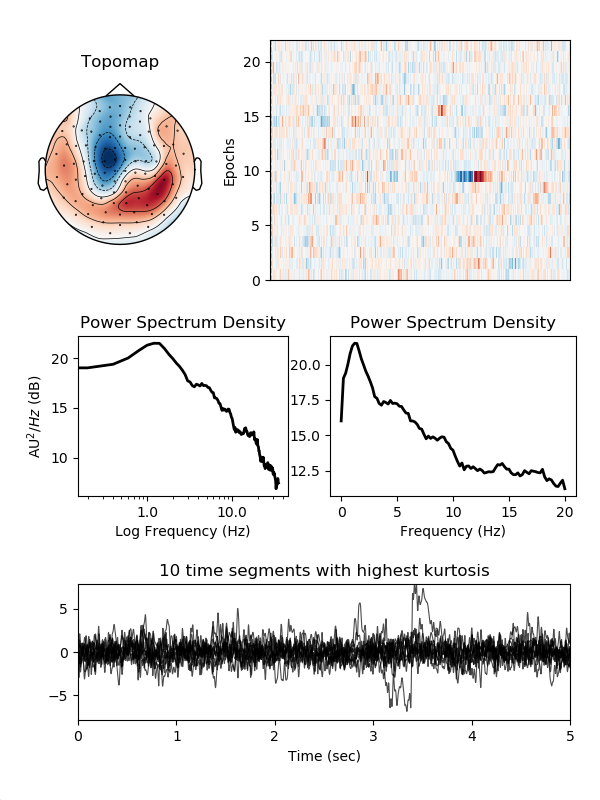 Topomap
Epochs
20
15
10
5
0
Power Spectrum Density
AU²/Hz (dB)
20
15
10
1.0 10.0
Log Frequency (Hz)
Power Spectrum Density
20.0
17.5
15.0
12.5
0 5 10 15 20
Frequency (Hz)
10 time segments with highest kurtosis
5
0
−5
0 1 2 3 4 5
Time (sec)